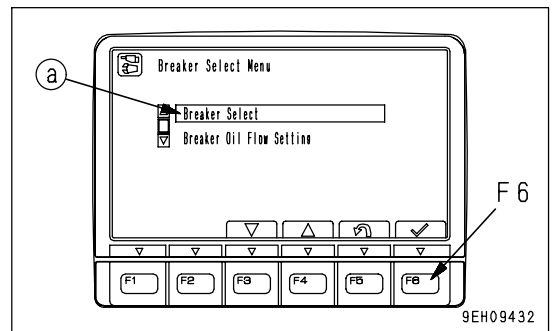 Breaker Select Menu
a
Breaker Select
Breaker Oil Flow Setting
F6
F1 F2 F3 F4 F5 F6
9EH09432